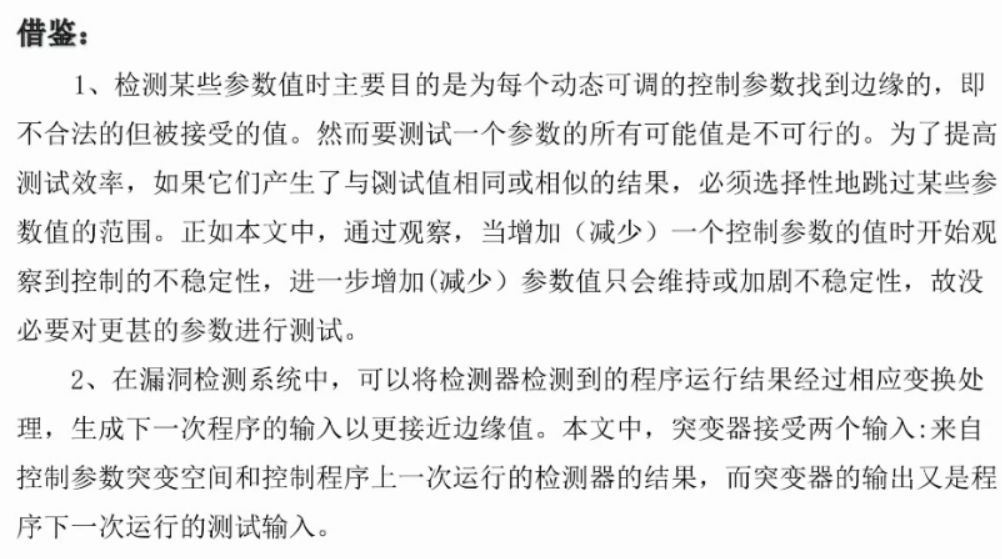 借鉴：
1、检测某些参数值时主要目的是为每个动态可调的控制参数找到边缘的，即
不合法的但被接受的值。然而要测试一个参数的所有可能值是不可行的。为了提高
测试效率，如果它们产生了与测试值相同或相似的结果，必须选择性地跳过某些参
数值的范围。正如本文中，通过观察，当增加（减少）一个控制参数的值时开始观
察到控制的不稳定性，进一步增加(减少）参数值只会维持或加剧不稳定性，故没
必要对更甚的参数进行测试。
2、在漏洞检测系统中，可以将检测器检测到的程序运行结果经过相应变换处
理，生成下一次程序的输入以更接近边缘值。本文中，突变器接受两个输入:来自
控制参数突变空间和控制程序上一次运行的检测器的结果，而突变器的输出又是程
序下一次运行的测试输入。